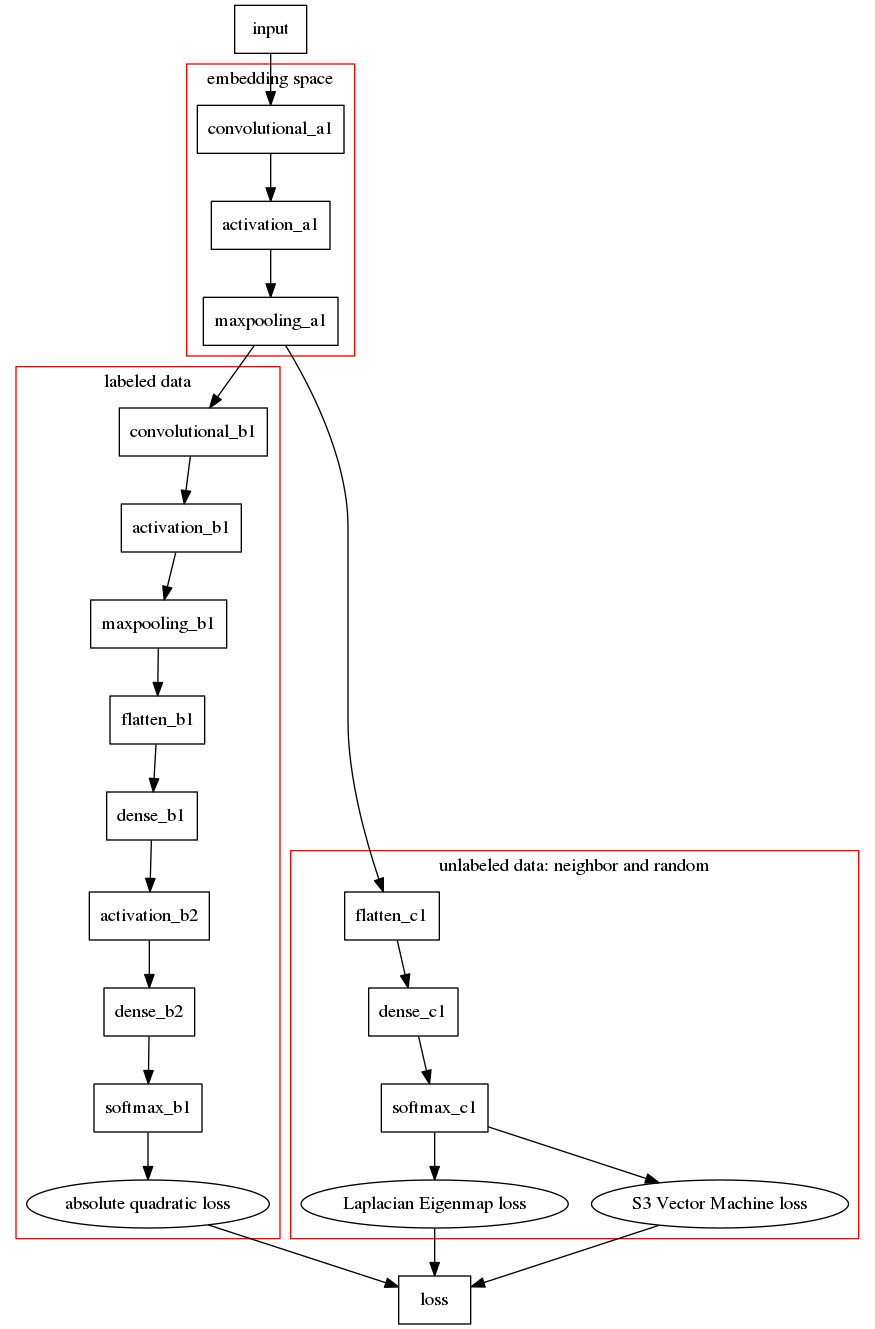 input
embedding space
convolutional_a1
activation_a1
maxpooling_a1
labeled data
convolutional_b1
activation_b1
maxpooling_b1
flatten_b1
dense_b1
activation_b2
dense_b2
softmax_b1
absolute quadratic loss
unlabeled data: neighbor and random
flatten_c1
dense_c1
softmax_c1
Laplacian Eigenmap loss
S3 Vector Machine loss
loss